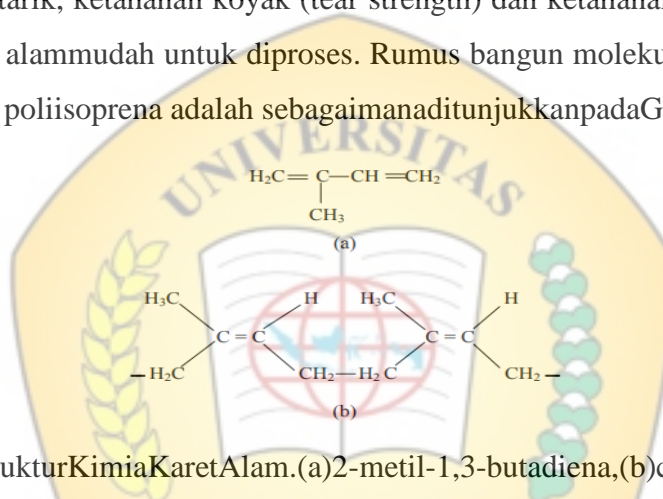 tarik, ketahanan koyak (tear strength) dan ketahanan
alammudah untuk diproses. Rumus bangun moleku
poliisoprena adalah sebagaimanaditunjukkanpadaG
UNIVERSITAS
H₂C= C—CH =CH₂
CH₃
(a)
H₃C H H₃C H
C = C C = C
— H₂C CH₂—H₂C CH₂ —
(b)
ukturKimiaKaretAlam.(a)2-metil-1,3-butadiena,(b)c